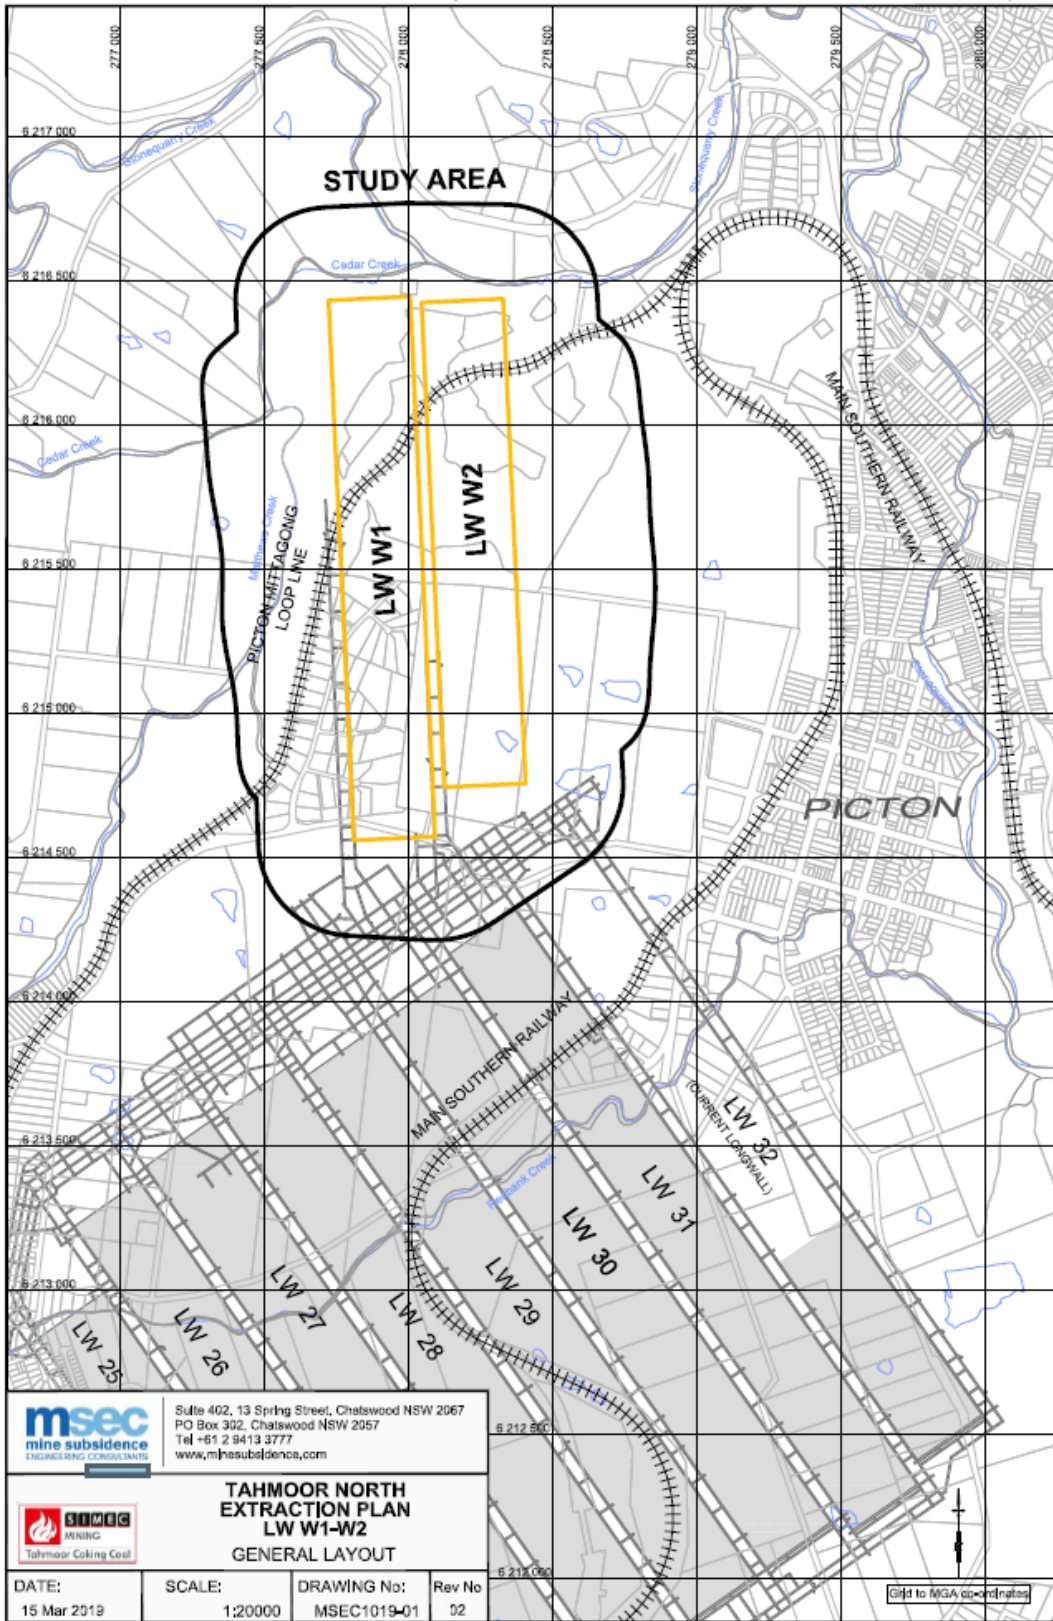 277 000
277 500
278 000
278 500
279 000
279 500
280 000
6 217 000
Stonequarry Creek
Stonequarry Creek
STUDY AREA
Cedar Creek
6 216 500
6 216 000
MAIN SOUTHERN RAILWAY
Cedar Creek
LW W2
LW W1
Matthews Creek
PICTON MITTAGONG
LOOP LINE
6 215 500
6 215 000
Stonequarry Ck
PICTON
6 214 500
6 214 000
MAIN SOUTHERN RAILWAY
LW 32
(CURRENT LONGWALL)
6 213 500
Redbank Creek
LW 31
LW 30
LW 29
6 213 000
LW 28
LW 27
LW 26
LW 25
6 212 500
6 212 000
msec
mine subsidence
ENGINEERING CONSULTANTS
Suite 402, 13 Spring Street, Chatswood NSW 2067
PO Box 302, Chatswood NSW 2057
Tel +61 2 9413 3777
www.minesubsidence.com
SIMEC
MINING
Tahmoor Coking Coal
TAHMOOR NORTH
EXTRACTION PLAN
LW W1-W2
GENERAL LAYOUT
DATE:
15 Mar 2019
SCALE:
1:20000
DRAWING No:
MSEC1019-01
Rev No
02
Grid to MGA co-ordinates